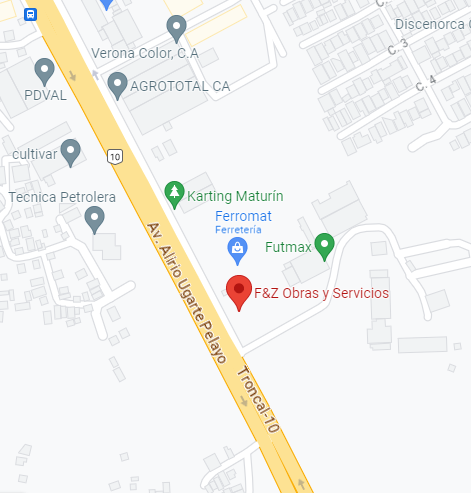 Discenorca C
Verona Color, C.A
C. 3
C. 4
AGROTOTAL CA
PDVAL
cultivar
10
Karting Maturín
Tecnica Petrolera
Ferromat
Ferretería
Futmax
Av. Alirio Ugarte Pelayo
F&Z Obras y Servicios
Troncal-10